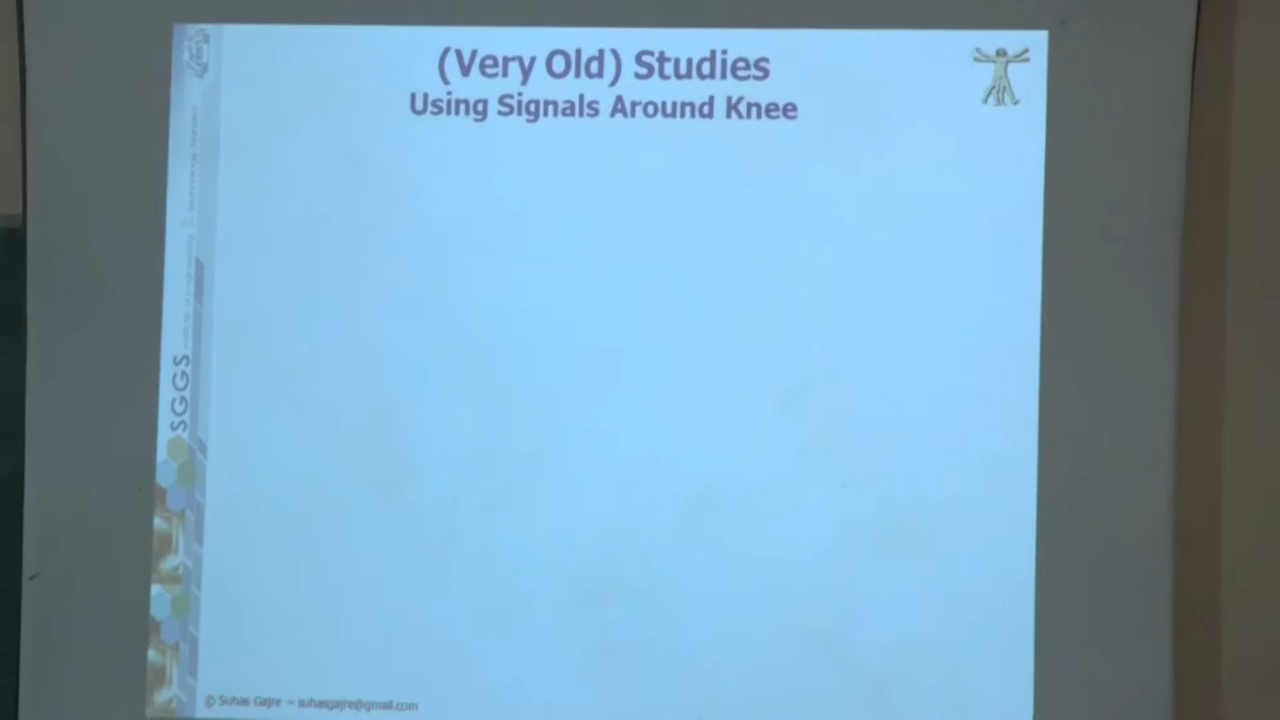 (Very Old) Studies
Using Signals Around Knee
SGGS
© Suhas Gajre ~ suhasgajre@gmail.com